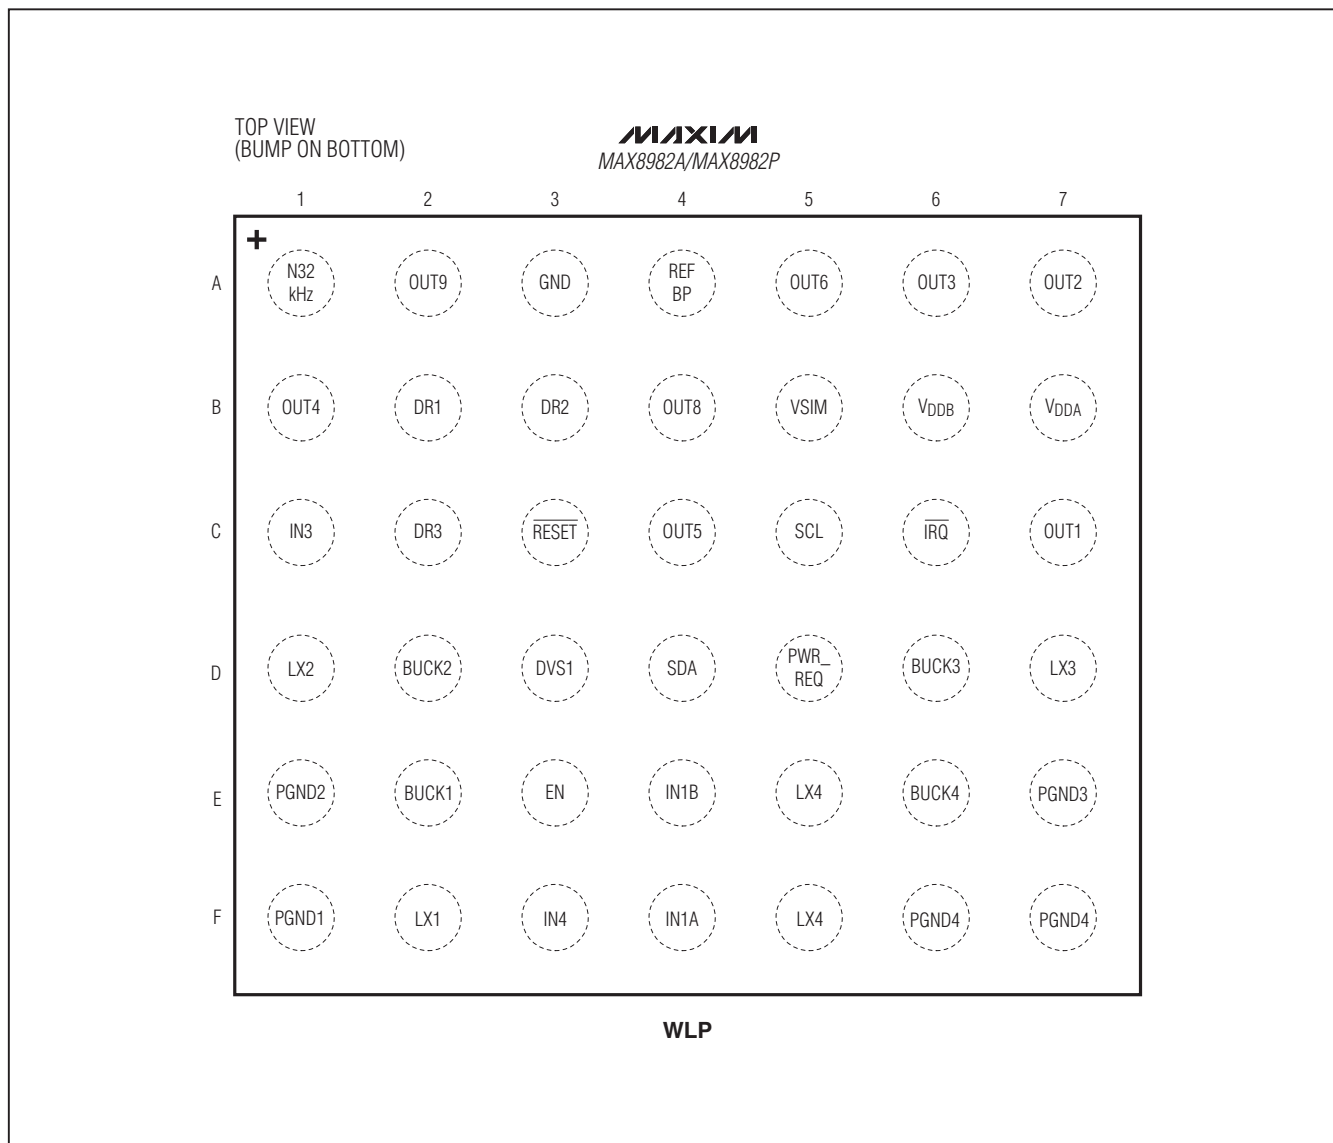 TOP VIEW
(BUMP ON BOTTOM)
MAXIM
MAX8982A/MAX8982P
1 2 3 4 5 6 7
+
A N32 kHz OUT9 GND REF BP OUT6 OUT3 OUT2
B OUT4 DR1 DR2 OUT8 VSIM VDDB VDDA
C IN3 DR3 RESET OUT5 SCL IRQ OUT1
D LX2 BUCK2 DVS1 SDA PWR_REQ BUCK3 LX3
E PGND2 BUCK1 EN IN1B LX4 BUCK4 PGND3
F PGND1 LX1 IN4 IN1A LX4 PGND4 PGND4
WLP